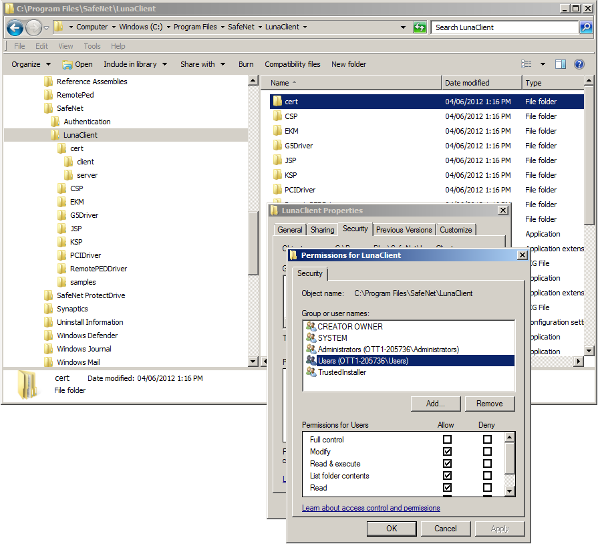 C:\Program Files\SafeNet\LunaClient
Computer Windows (C:) Program Files SafeNet LunaClient
Search LunaClient
File Edit View Tools Help
Organize Open Include in library Share with Burn Compatibility files New folder
Reference Assemblies
RemotePed
SafeNet
Authentication
LunaClient
cert
client
server
CSP
EKM
G5Driver
JSP
KSP
PCIDriver
RemotePEDDriver
samples
SafeNet ProtectDrive
Synaptics
Uninstall Information
Windows Defender
Windows Journal
Windows Mail
Name Date modified Type
cert 04/06/2012 1:16 PM File folder
CSP 04/06/2012 1:16 PM File folder
EKM 04/06/2012 1:16 PM File folder
G5Driver 04/06/2012 1:16 PM File folder
JSP 04/06/2012 1:16 PM File folder
KSP 04/06/2012 1:16 PM File folder
PCIDriver 04/06/2012 1:16 PM File folder
File folder
Application
Application extens
Application
Application extens
Application
Application
cert Date modified: 04/06/2012 1:16 PM
File folder
LunaClient Properties
General Sharing Security Previous Versions Customize
Permissions for LunaClient
Security
Object name: C:\Program Files\SafeNet\LunaClient
Group or user names:
CREATOR OWNER
SYSTEM
Administrators (OTT1-205736\Administrators)
Users (OTT1-205736\Users)
TrustedInstaller
Add...
Remove
Permissions for Users Allow Deny
Full control
Modify
Read & execute
List folder contents
Read
Learn about access control and permissions
OK
Cancel
Apply